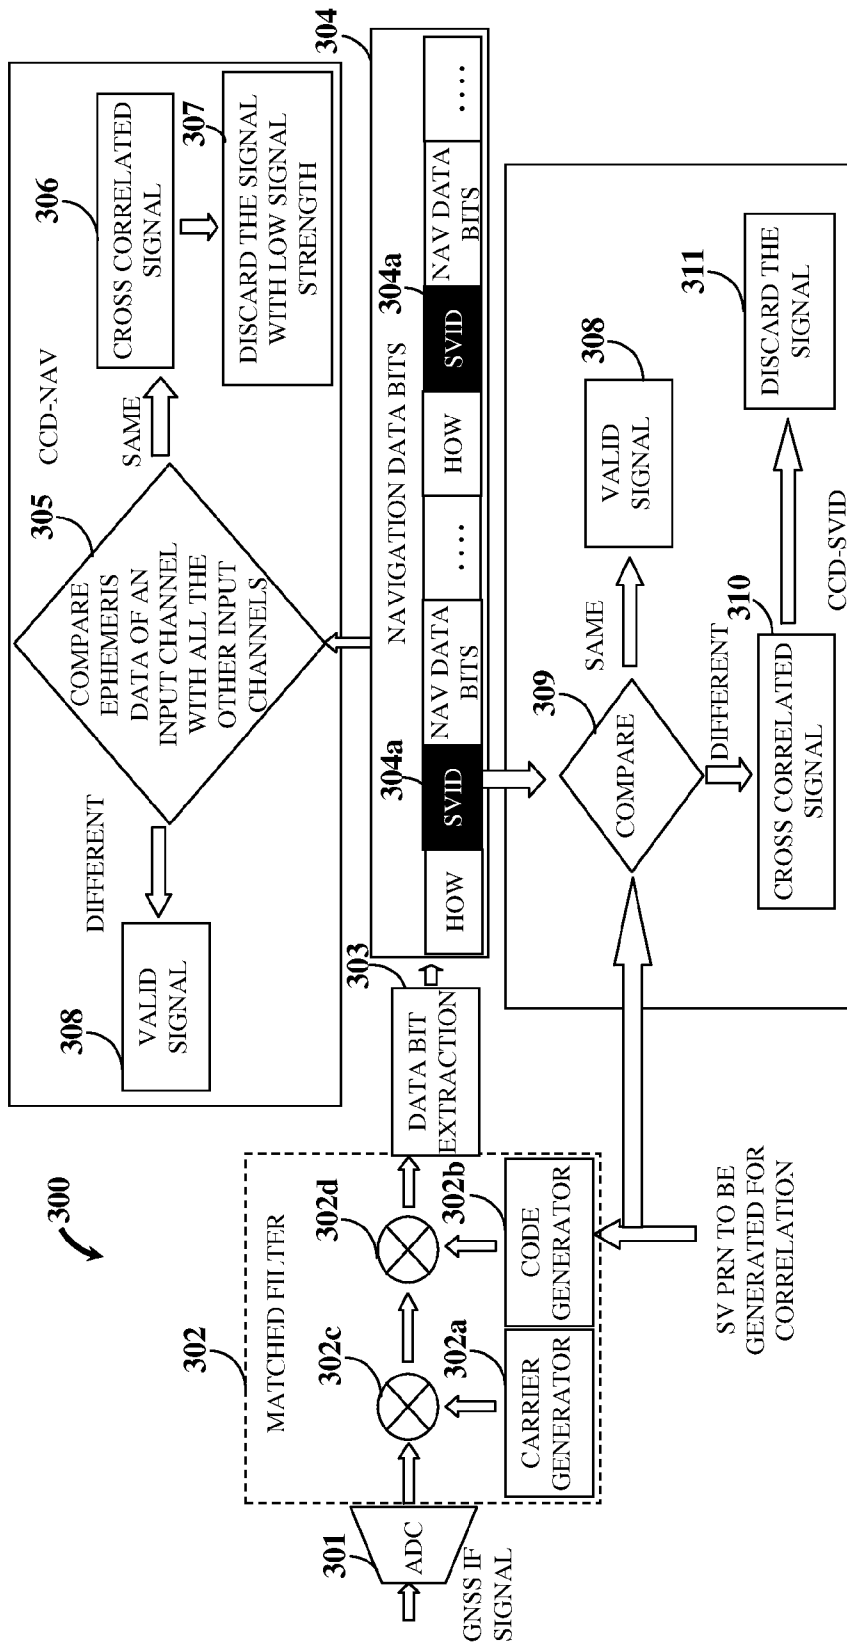 300
GNSS IF
SIGNAL
301
ADC
302
MATCHED FILTER
302c
302d
302a
302b
CARRIER
GENERATOR
CODE
GENERATOR
SV PRN TO BE
GENERATED FOR
CORRELATION
303
DATA BIT
EXTRACTION
304
NAVIGATION DATA BITS
304a
304a
HOW
SVID
NAV DATA
BITS
....
HOW
SVID
NAV DATA
BITS
....
CCD-NAV
305
COMPARE
EPHEMERIS
DATA OF AN
INPUT CHANNEL
WITH ALL THE
OTHER INPUT
CHANNELS
DIFFERENT
308
VALID
SIGNAL
SAME
306
CROSS CORRELATED
SIGNAL
307
DISCARD THE SIGNAL
WITH LOW SIGNAL
STRENGTH
309
COMPARE
SAME
308
VALID
SIGNAL
DIFFERENT
310
CROSS CORRELATED
SIGNAL
311
DISCARD THE
SIGNAL
CCD-SVID